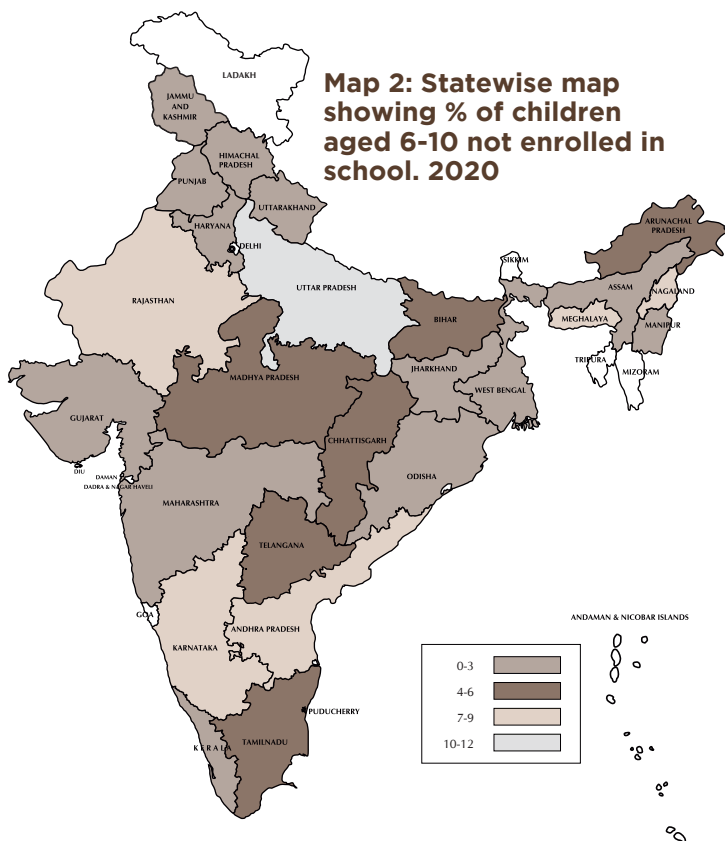 LADAKH
Map 2: Statewise map
showing % of children
aged 6-10 not enrolled in
school. 2020
JAMMU
AND
KASHMIR
HIMACHAL
PRADESH
PUNJAB
UTTARAKHAND
HARYANA
DELHI
ARUNACHAL
PRADESH
SIKKIM
UTTAR PRADESH
ASSAM
NAGALAND
RAJASTHAN
BIHAR
MEGHALAYA
MANIPUR
TRIPURA
MIZORAM
JHARKHAND
MADHYA PRADESH
WEST BENGAL
GUJARAT
CHHATTISGARH
DIU
DAMAN
DADRA & NAGAR HAVELI
ODISHA
MAHARASHTRA
TELANGANA
GOA
ANDHRA PRADESH
KARNATAKA
ANDAMAN & NICOBAR ISLANDS
0-3
4-6
7-9
10-12
PUDUCHERRY
KERALA
TAMILNADU